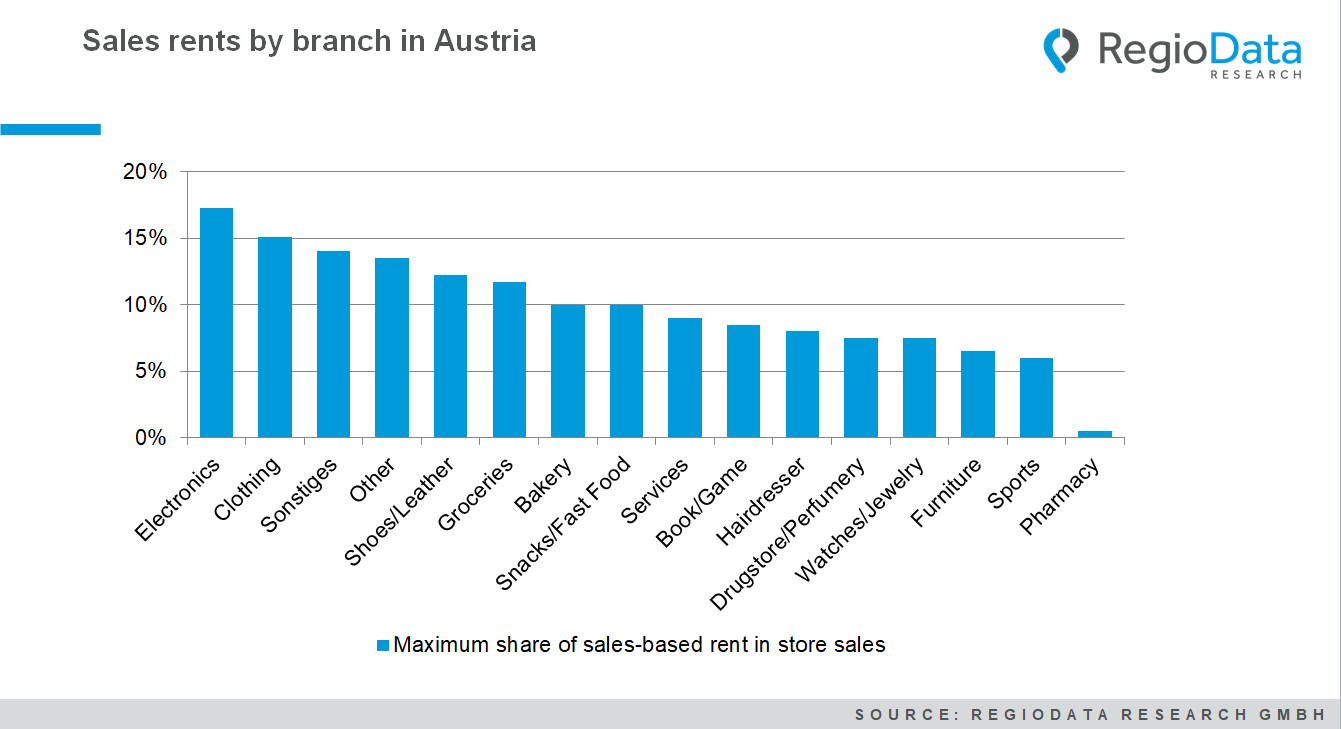 Sales rents by branch in Austria
RegioData
RESEARCH
20%
15%
10%
5%
0%
Electronics
Clothing
Sonstiges
Other
Shoes/Leather
Groceries
Bakery
Snacks/Fast Food
Services
Book/Game
Hairdresser
Drugstore/Perfumery
Watches/Jewelry
Furniture
Sports
Pharmacy
Maximum share of sales-based rent in store sales
SOURCE: REGIODATA RESEARCH GMBH